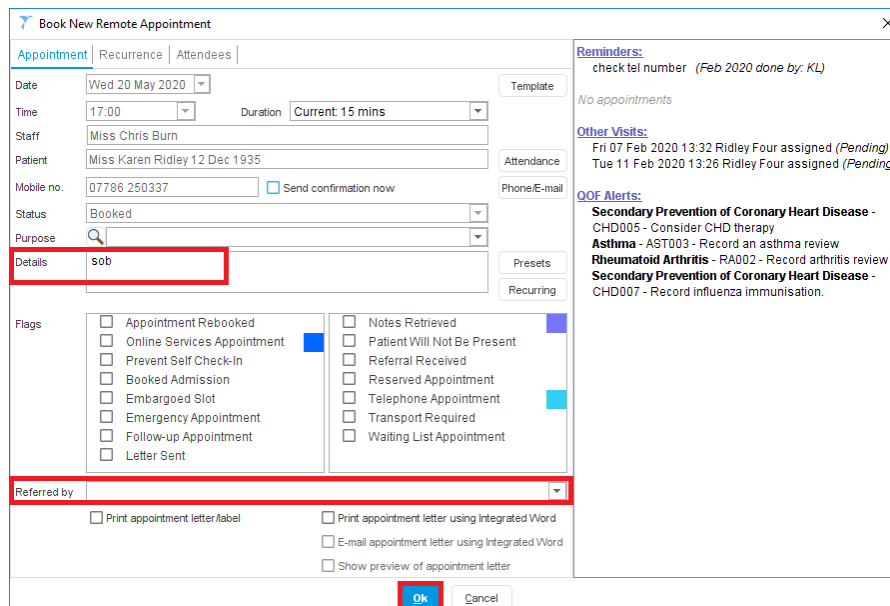 Book New Remote Appointment
Appointment Recurrence Attendees
Date Wed 20 May 2020 Template
Time 17:00 Duration Current: 15 mins
Staff Miss Chris Burn
Patient Miss Karen Ridley 12 Dec 1935 Attendance
Mobile no. 07786 250337 Send confirmation now Phone/E-mail
Status Booked
Purpose
Details sob Presets
Recurring
Flags
Appointment Rebooked
Online Services Appointment
Prevent Self Check-In
Booked Admission
Embargoed Slot
Emergency Appointment
Follow-up Appointment
Letter Sent
Notes Retrieved
Patient Will Not Be Present
Referral Received
Reserved Appointment
Telephone Appointment
Transport Required
Waiting List Appointment
Referred by
Print appointment letter/label Print appointment letter using Integrated Word
E-mail appointment letter using Integrated Word
Show preview of appointment letter
Ok Cancel
Reminders:
check tel number (Feb 2020 done by: KL)
No appointments
Other Visits:
Fri 07 Feb 2020 13:32 Ridley Four assigned (Pending)
Tue 11 Feb 2020 13:26 Ridley Four assigned (Pending
QOF Alerts:
Secondary Prevention of Coronary Heart Disease -
CHD005 - Consider CHD therapy
Asthma - AST003 - Record an asthma review
Rheumatoid Arthritis - RA002 - Record arthritis review
Secondary Prevention of Coronary Heart Disease -
CHD007 - Record influenza immunisation.